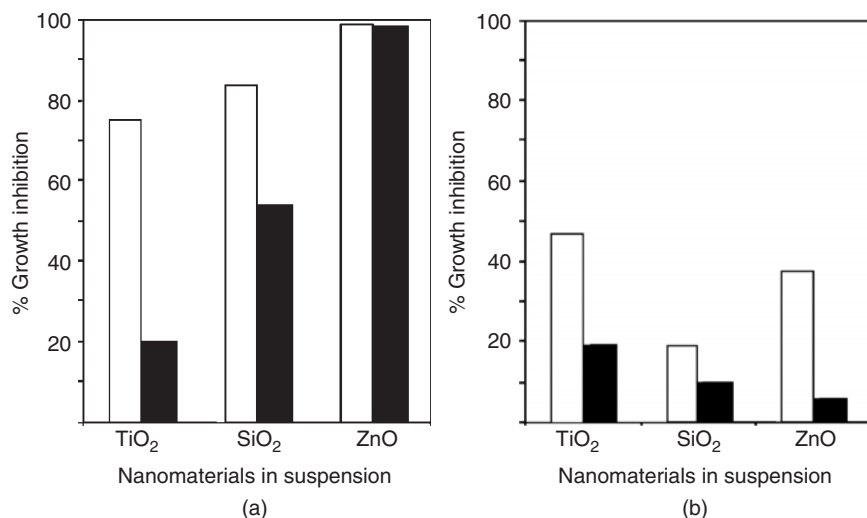 100
80
60
40
20
% Growth inhibition
TiO₂ SiO₂ ZnO
Nanomaterials in suspension
(a)
100
80
60
40
20
% Growth inhibition
TiO₂ SiO₂ ZnO
Nanomaterials in suspension
(b)